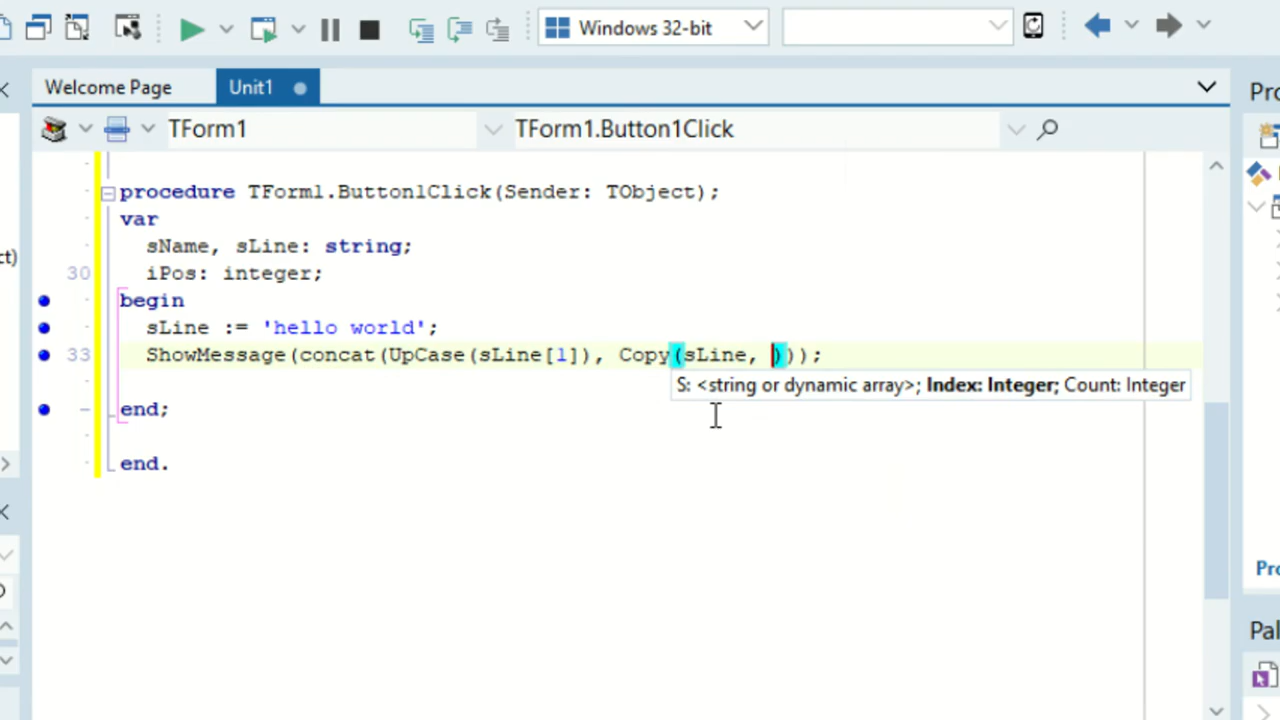 Windows 32-bit
Welcome Page
Unit1
Pro
TForm1
TForm1.Button1Click
procedure TForm1.Button1Click(Sender: TObject);
var
sName, sLine: string;
ct)
30
iPos: integer;
begin
sLine := 'hello world';
33
ShowMessage(concat(UpCase(sLine[1]), Copy(sLine, )));
S: <string or dynamic array>; Index: Integer; Count: Integer
end;
end.
Pro
Pal